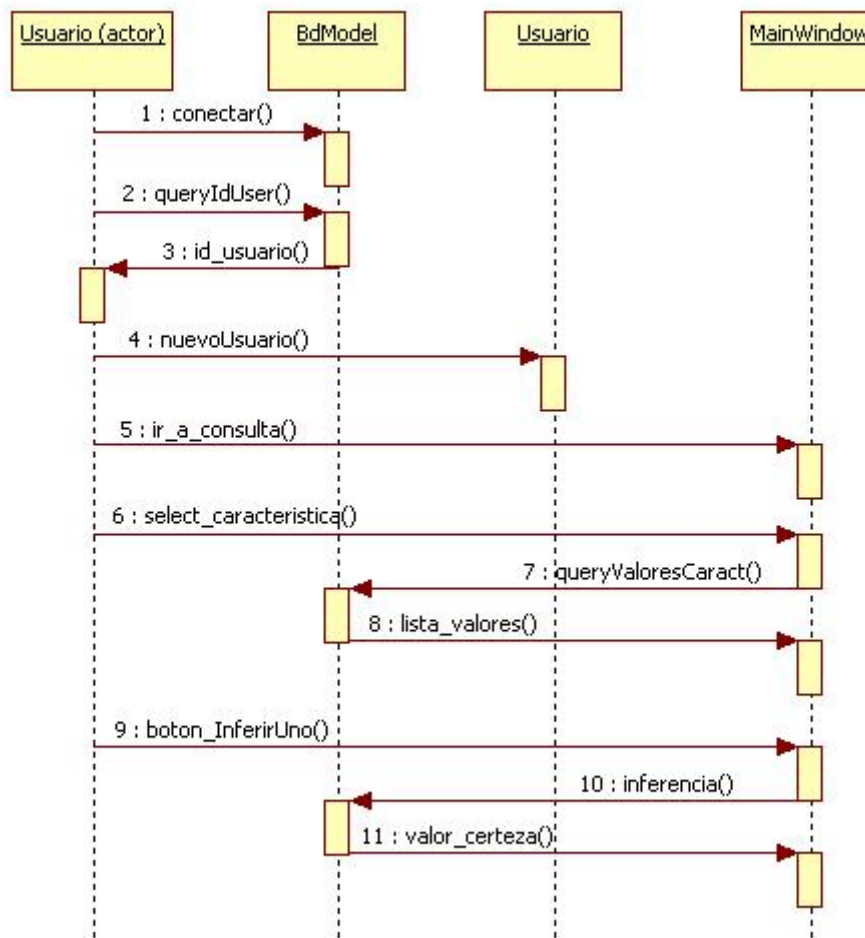 Usuario (actor)
BdModel
Usuario
MainWindow
1 : conectar()
2 : queryIdUser()
3 : id_usuario()
4 : nuevoUsuario()
5 : ir_a_consulta()
6 : select_caracteristica()
7 : queryValoresCaract()
8 : lista_valores()
9 : boton_InferirUno()
10 : inferencia()
11 : valor_certeza()